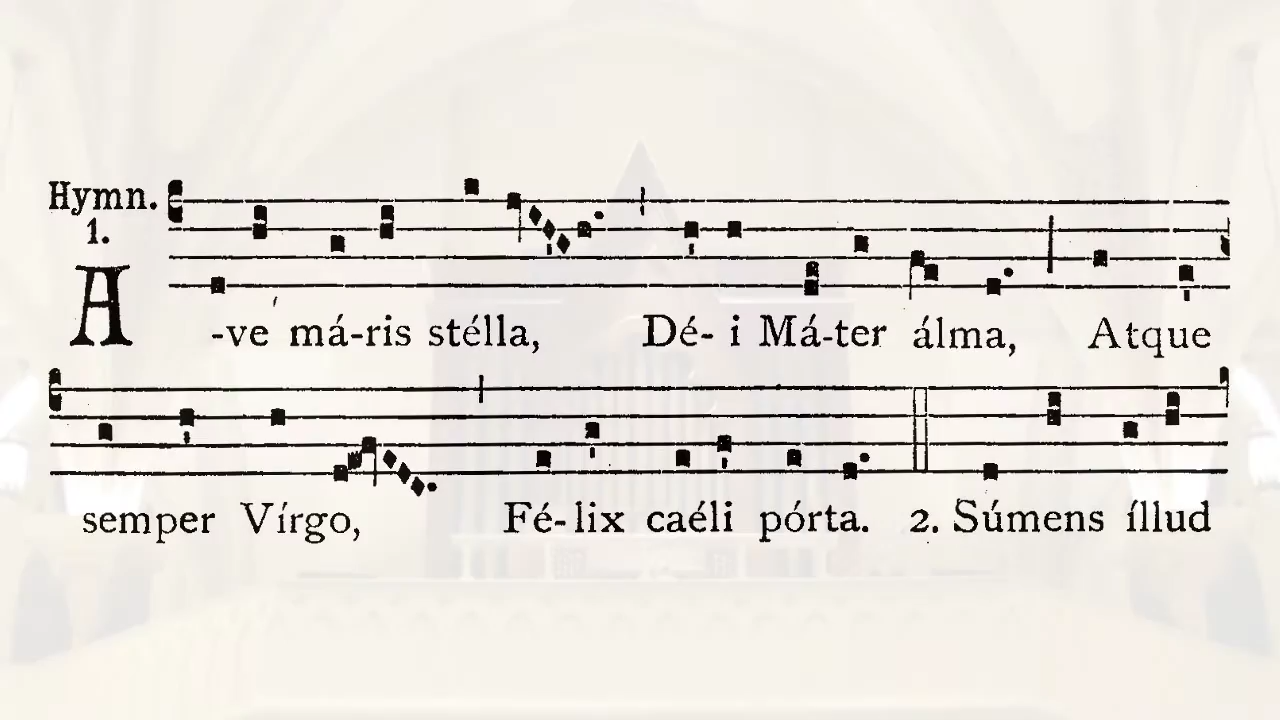 Hymn.
1.
A-ve má-ris stélla, Dé- i Má-ter álma, Atque
semper Vírgo, Fé-lix caéli pórta. 2. Súmens íllud